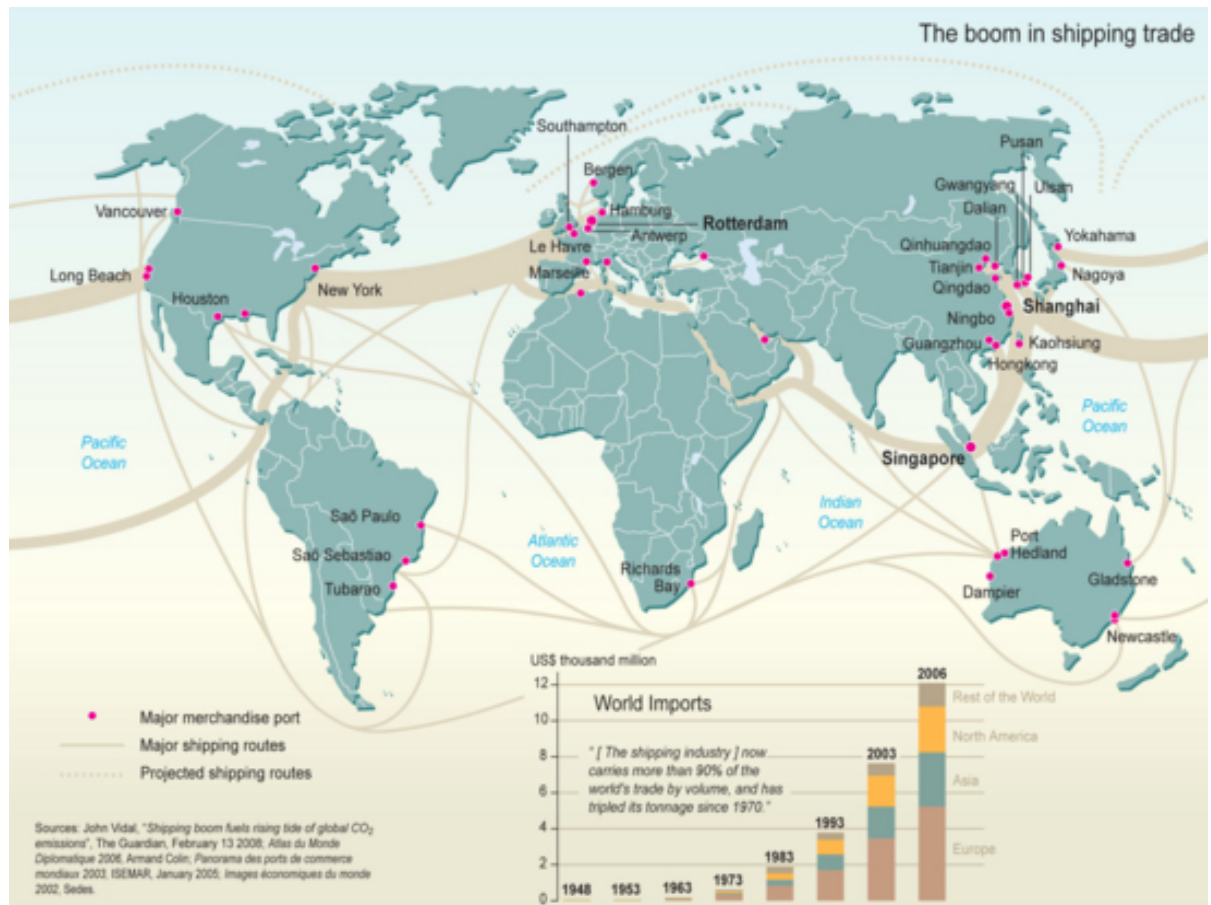 The boom in shipping trade
Southampton
Bergen
Pusan
Gwangyang
Ulsan
Dalian
Vancouver
Hamburg
Rotterdam
Le Havre
Antwerp
Qinhuangdao
Yokahama
Long Beach
Marseille
Tianjin
Nagoya
Houston
New York
Qingdao
Shanghai
Ningbo
Guangzhou
Kaohsiung
Hongkong
Pacific
Ocean
Pacific
Ocean
Singapore
Saõ Paulo
Atlantic
Ocean
Indian
Ocean
Saõ Sebastiao
Port
Hedland
Richards
Bay
Tubarao
Dampier
Gladstone
Newcastle
US$ thousand million
2006
12
World Imports
Rest of the World
Major merchandise port
10
North America
Major shipping routes
" [ The shipping industry ] now
carries more than 90% of the
world's trade by volume, and has
tripled its tonnage since 1970."
2003
8
Projected shipping routes
Asia
6
1993
4
Europe
1983
2
1973
1963
1953
1948
0
Sources: John Vidal, "Shipping boom fuels rising tide of global CO₂
emissions", The Guardian, February 13 2008; Atlas du Monde
Diplomatique 2006, Armand Colin; Panorama des ports de commerce
mondiaux 2003, ISEMAR, January 2005; Images économiques du monde
2002, Sedes.